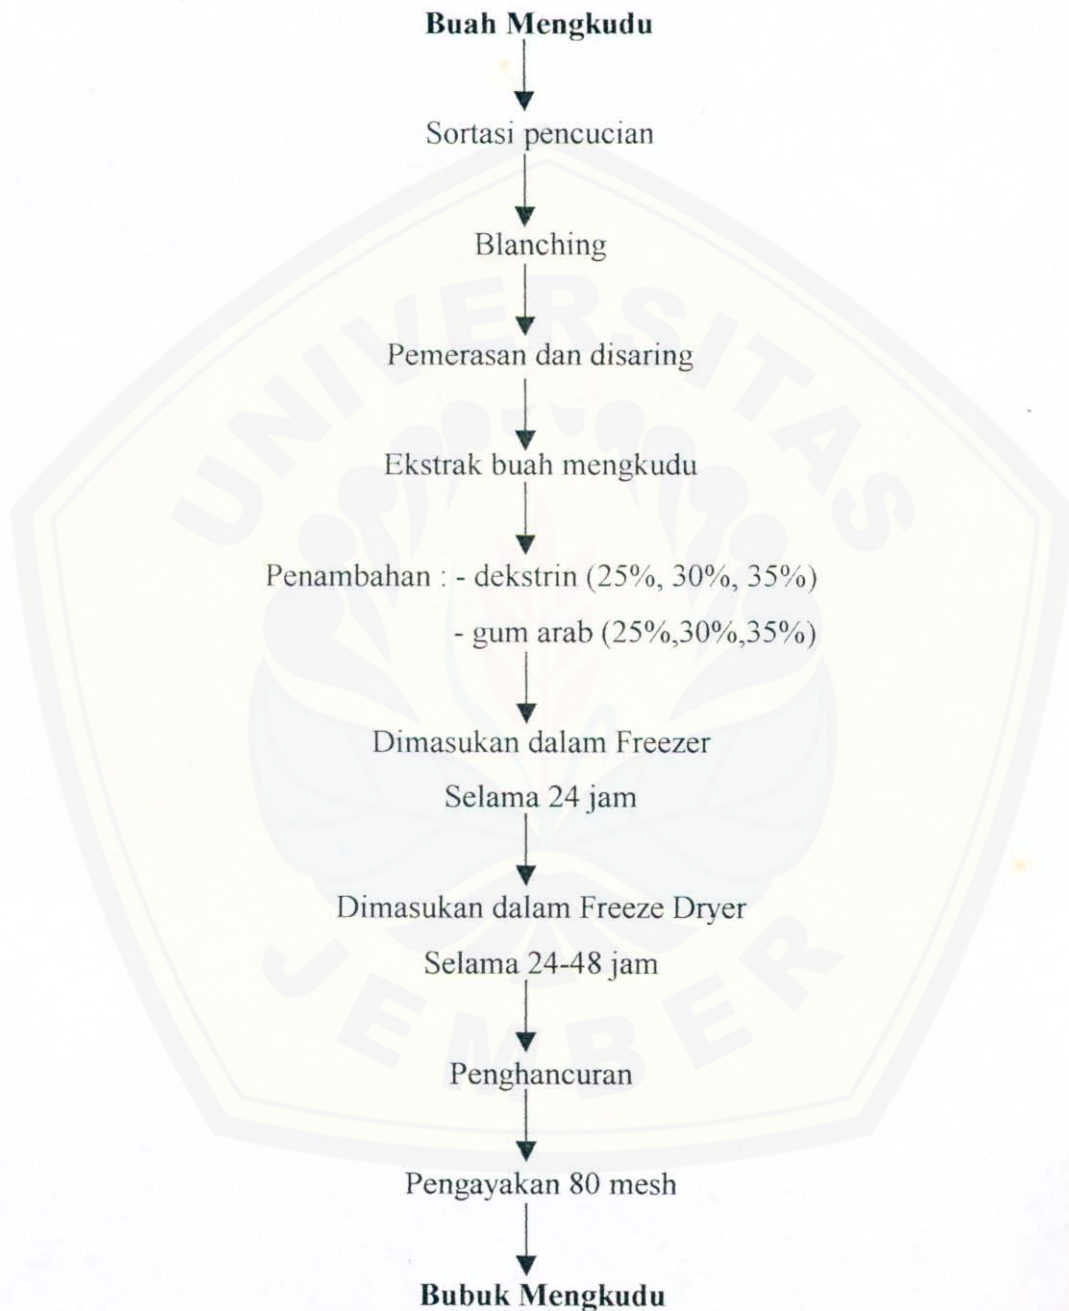 Buah Mengkudu
Sortasi pencucian
Blanching
Pemerasan dan disaring
Ekstrak buah mengkudu
Penambahan : - dekstrin (25%, 30%, 35%)
- gum arab (25%,30%,35%)
Dimasukan dalam Freezer
Selama 24 jam
Dimasukan dalam Freeze Dryer
Selama 24-48 jam
Penghancuran
Pengayakan 80 mesh
Bubuk Mengkudu
UNIVERSITAS
JEMBER